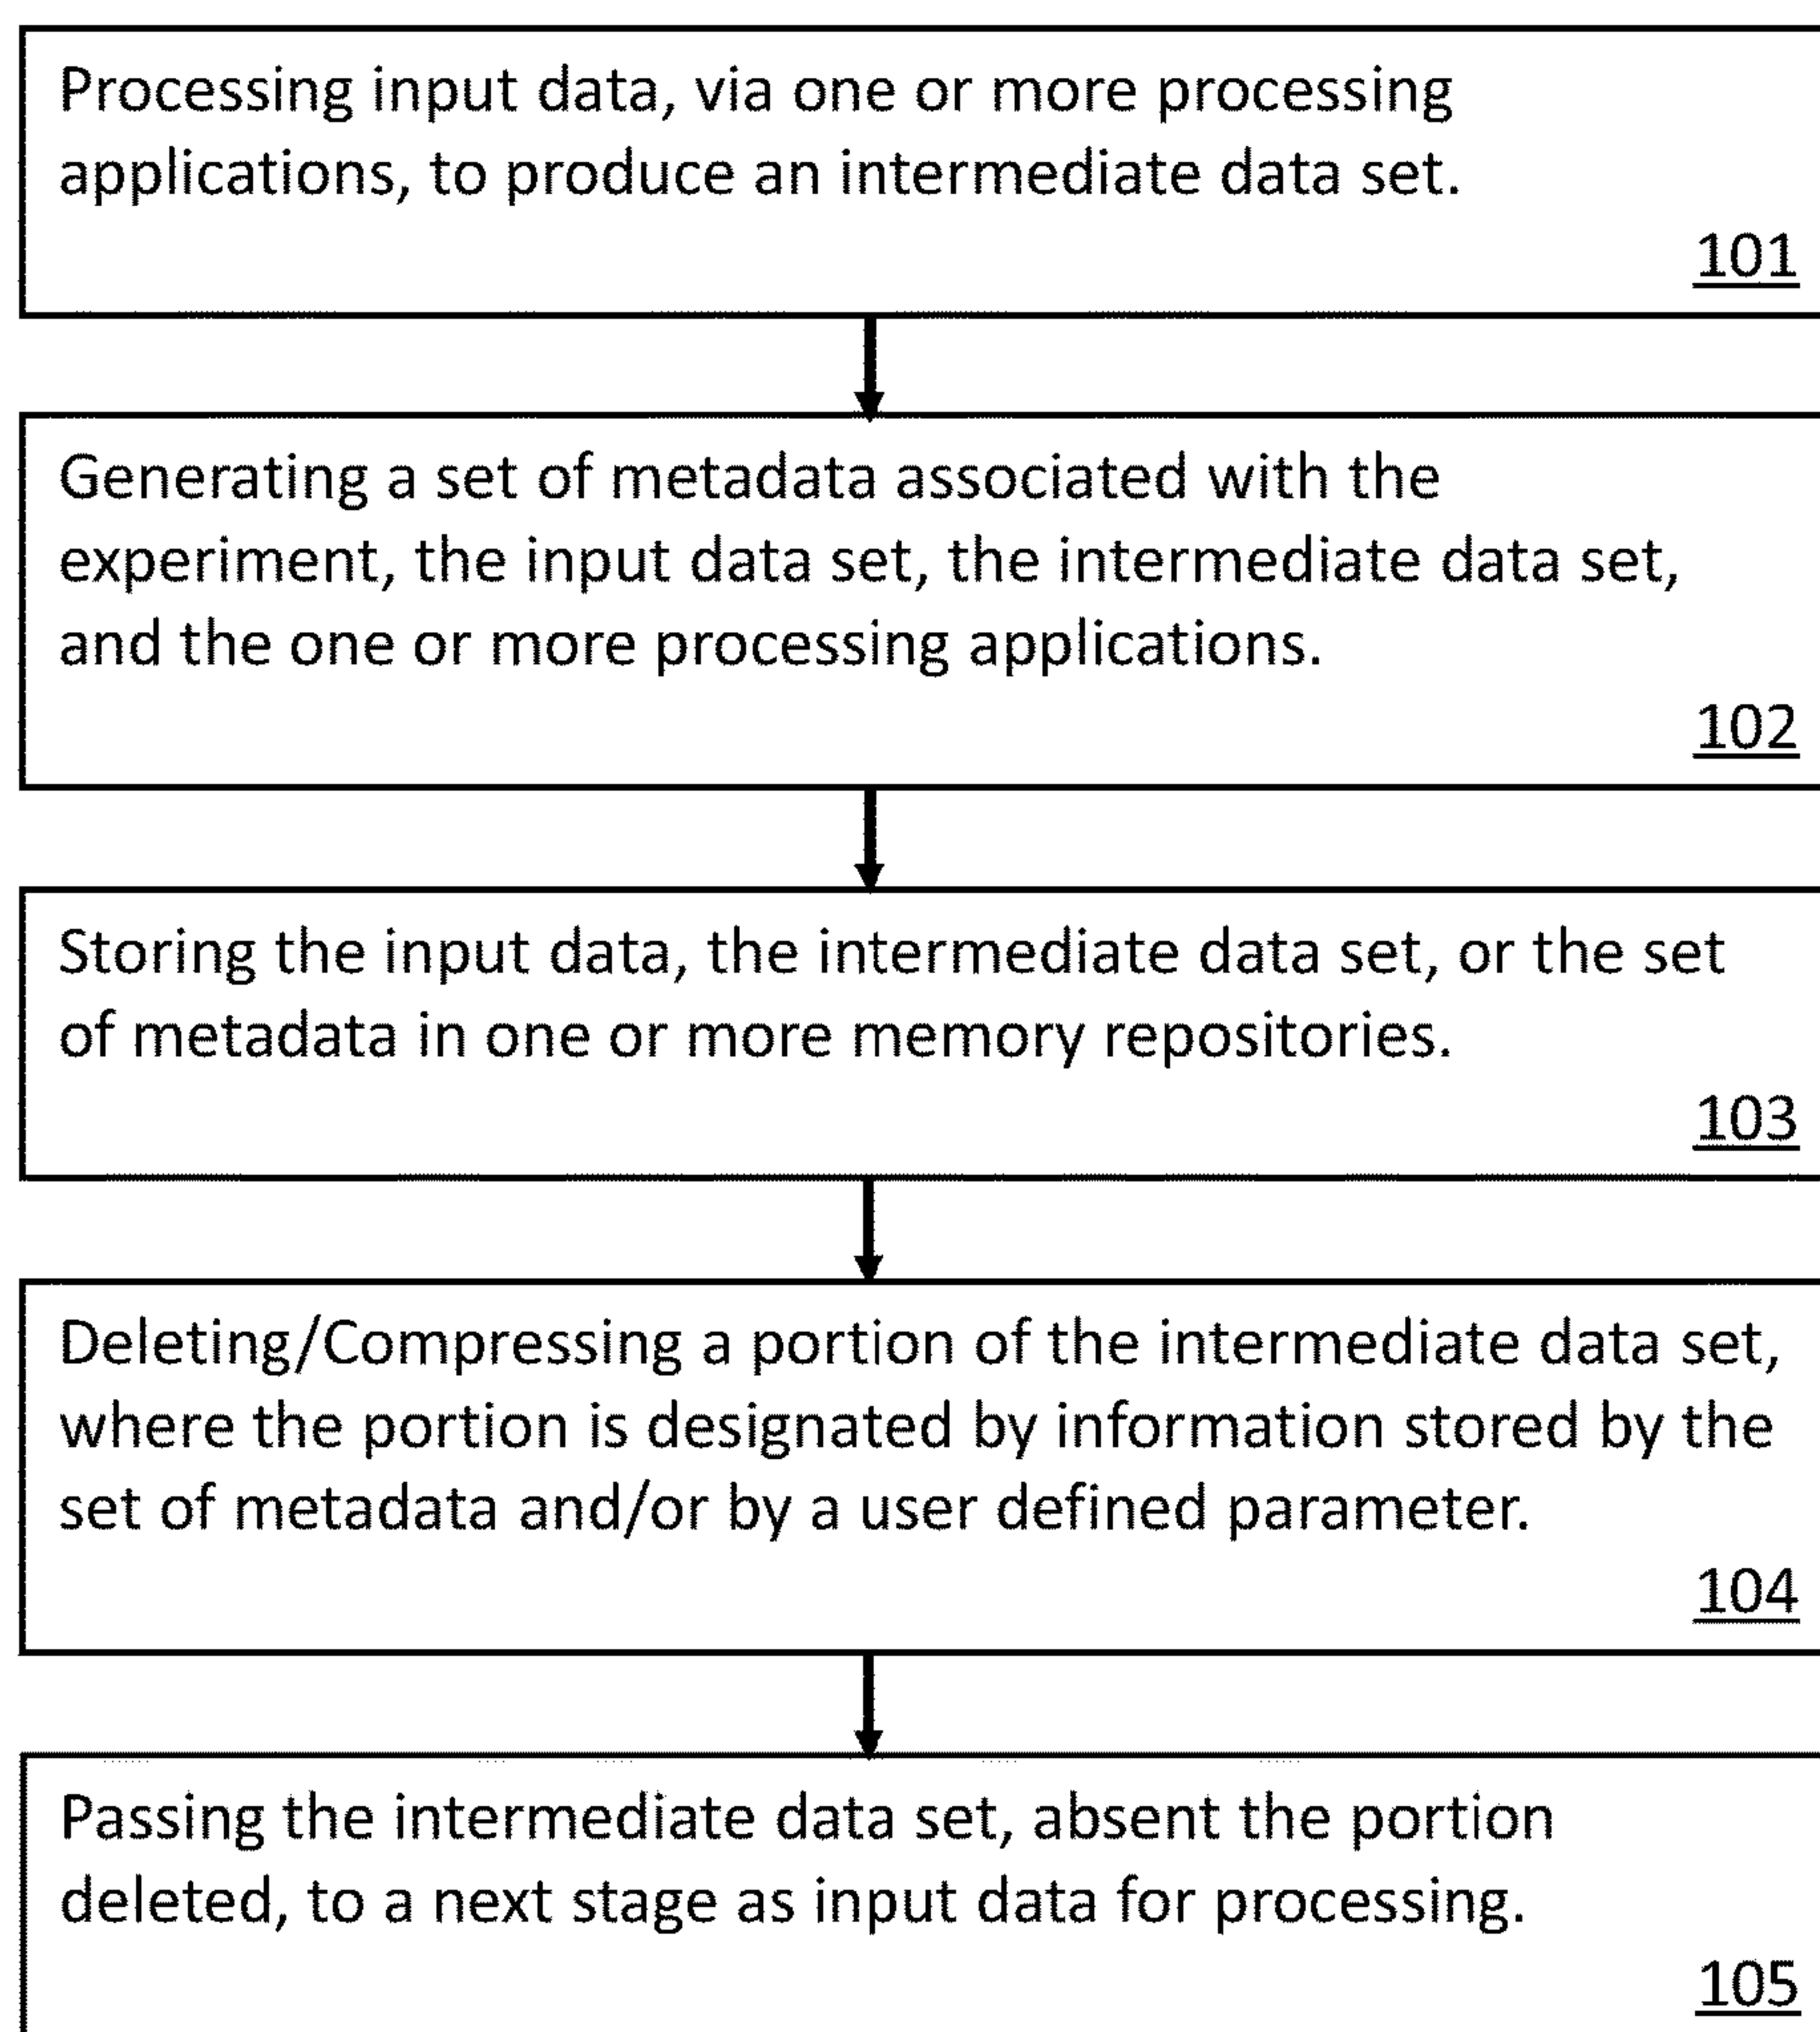 Processing input data, via one or more processing
applications, to produce an intermediate data set.
101
Generating a set of metadata associated with the
experiment, the input data set, the intermediate data set,
and the one or more processing applications.
102
Storing the input data, the intermediate data set, or the set
of metadata in one or more memory repositories.
103
Deleting/Compressing a portion of the intermediate data set,
where the portion is designated by information stored by the
set of metadata and/or by a user defined parameter.
104
Passing the intermediate data set, absent the portion
deleted, to a next stage as input data for processing.
105